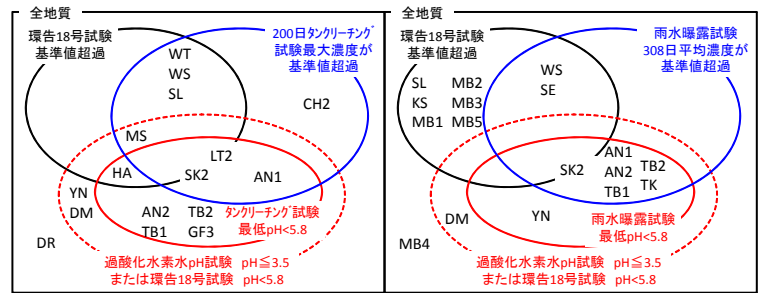 全地質
環告18号試験
基準値超過
200日タンクリーチング
試験最大濃度が
基準値超過
WT
WS
SL
CH2
MS
LT2
HA
SK2
AN1
YN
DM
AN2 TB2
TB1 GF3
タンクリーチング試験
最低pH<5.8
DR
過酸化水素水pH試験 pH≦3.5
または環告18号試験 pH<5.8
全地質
環告18号試験
基準値超過
雨水曝露試験
308日平均濃度が
基準値超過
SL MB2
KS MB3
MB1 MB5
WS
SE
SK2
AN1
AN2
TB1
TB2
TK
DM
YN
雨水曝露試験
最低pH<5.8
MB4
過酸化水素水pH試験 pH≦3.5
または環告18号試験 pH<5.8